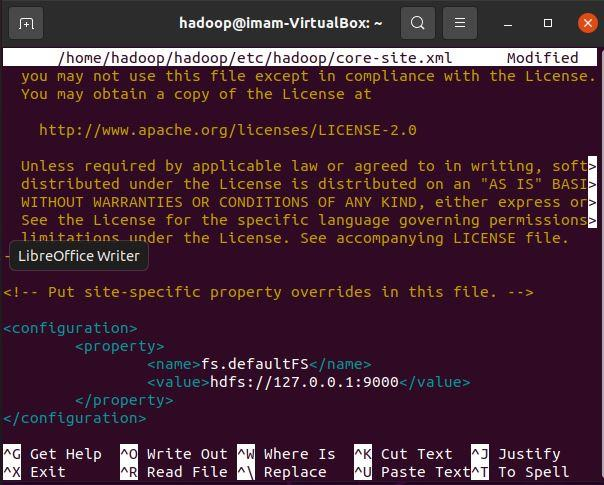 hadoop@imam-VirtualBox: ~
/home/hadoop/hadoop/etc/hadoop/core-site.xml Modified
you may not use this file except in compliance with the License.
You may obtain a copy of the License at
http://www.apache.org/licenses/LICENSE-2.0
Unless required by applicable law or agreed to in writing, soft>
distributed under the License is distributed on an "AS IS" BASI>
WITHOUT WARRANTIES OR CONDITIONS OF ANY KIND, either express or>
See the License for the specific language governing permissions>
limitations under the License. See accompanying LICENSE file.
LibreOffice Writer
<!-- Put site-specific property overrides in this file. -->
<configuration>
<property>
<name>fs.defaultFS</name>
<value>hdfs://127.0.0.1:9000</value>
</property>
</configuration>
^G Get Help ^O Write Out ^W Where Is ^K Cut Text ^J Justify
^X Exit ^R Read File ^\ Replace ^U Paste Text ^T To Spell